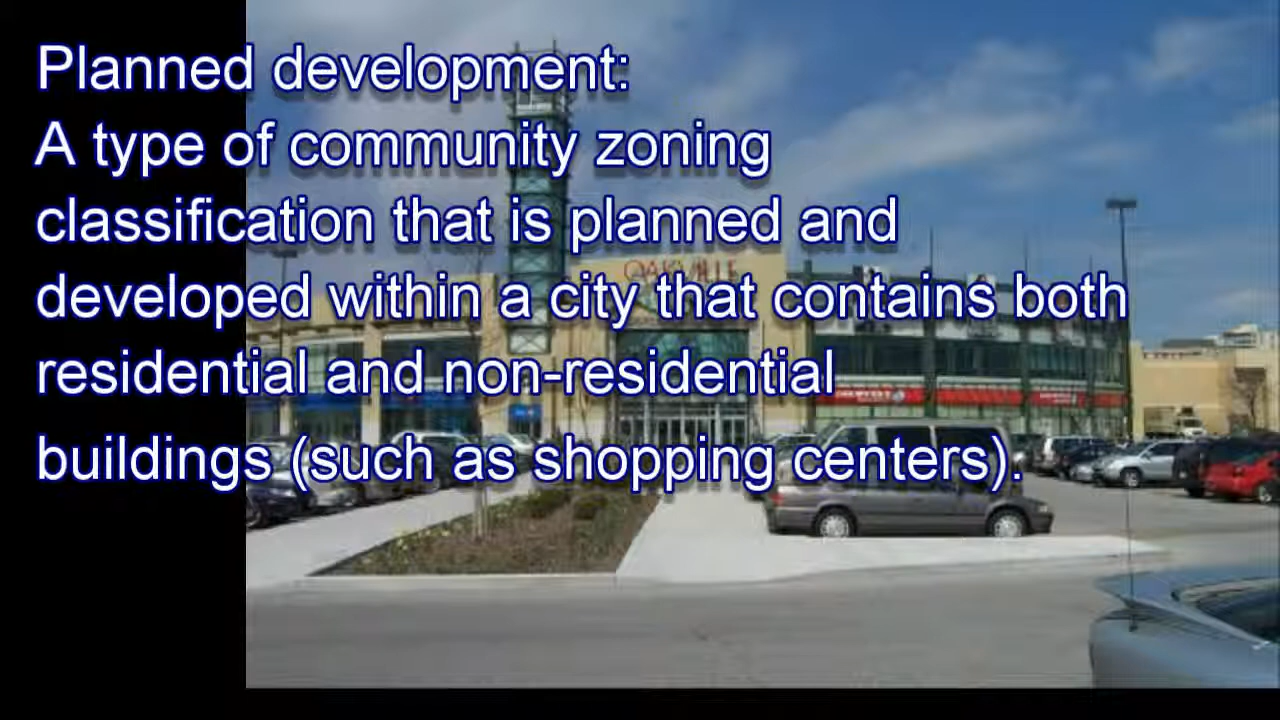 Planned development:
A type of community zoning
classification that is planned and
developed within a city that contains both
residential and non-residential
buildings (such as shopping centers).
OAKVILLE